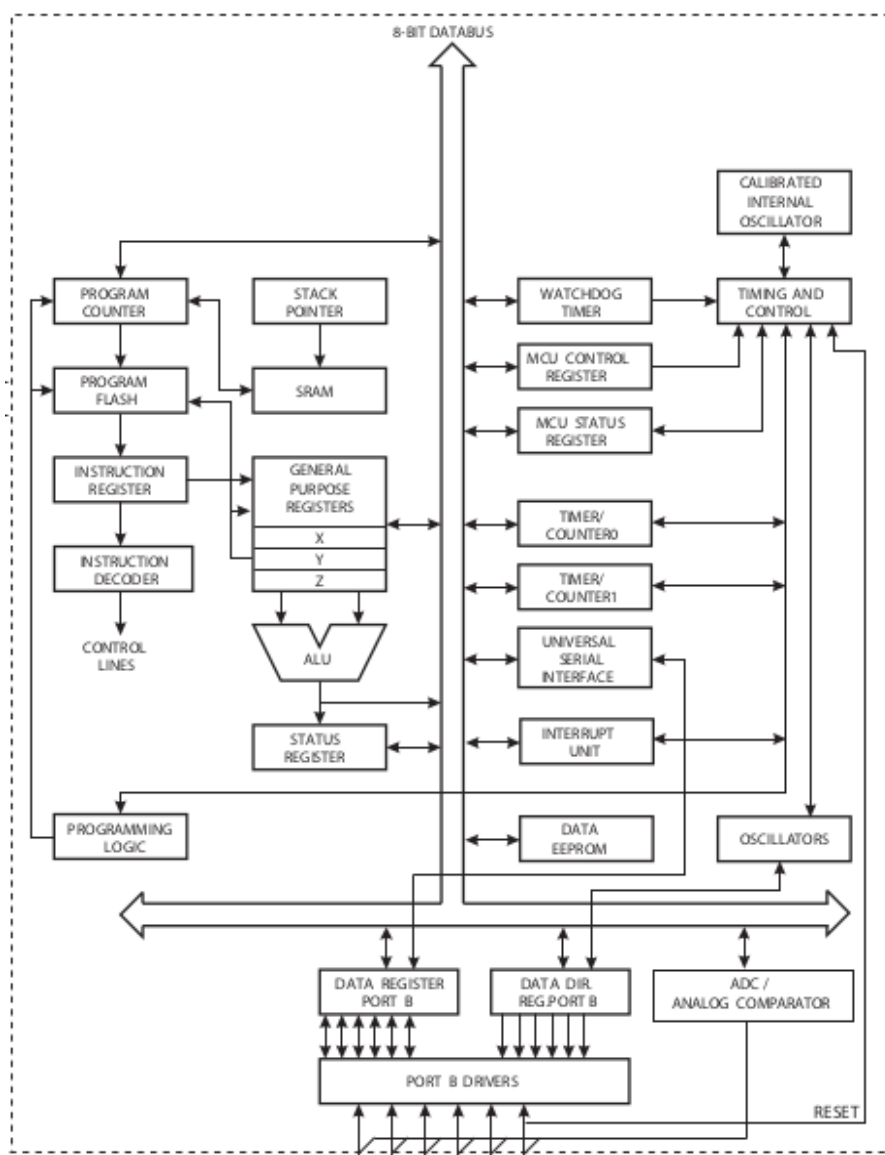 8-BIT DATABUS
CALIBRATED
INTERNAL
OSCILLATOR
PROGRAM
COUNTER
STACK
POINTER
WATCHDOG
TIMER
TIMING AND
CONTROL
PROGRAM
FLASH
SRAM
MCU CONTROL
REGISTER
MCU STATUS
REGISTER
INSTRUCTION
REGISTER
GENERAL
PURPOSE
REGISTERS
X
Y
Z
TIMER/
COUNTER0
INSTRUCTION
DECODER
TIMER/
COUNTER1
CONTROL
LINES
ALU
UNIVERSAL
SERIAL
INTERFACE
STATUS
REGISTER
INTERRUPT
UNIT
PROGRAMMING
LOGIC
DATA
EEPROM
OSCILLATORS
DATA REGISTER
PORT B
DATA DIR.
REG.PORT B
ADC /
ANALOG COMPARATOR
PORT B DRIVERS
RESET